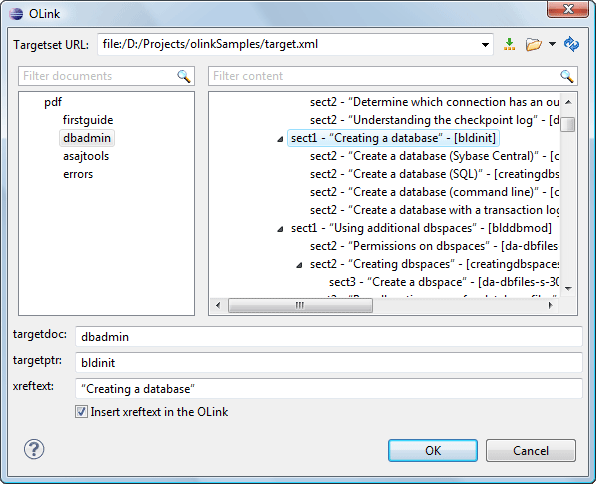 OLink
Targetset URL: file:/D:/Projects/olinkSamples/target.xml
Filter documents
Filter content
pdf
firstguide
dbadmin
asajtools
errors
sect2 - "Determine which connection has an ou
sect2 - "Understanding the checkpoint log" - [d
sect1 - "Creating a database" - [bldinit]
sect2 - "Create a database (Sybase Central)" - [c
sect2 - "Create a database (SQL)" - [creatingdbs
sect2 - "Create a database (command line)" - [c
sect2 - "Create a database with a transaction log
sect1 - "Using additional dbspaces" - [blddbmod]
sect2 - "Permissions on dbspaces" - [da-dbfiles-
sect2 - "Creating dbspaces" - [creatingdbspaces
sect3 - "Create a dbspace" - [da-dbfiles-s-30
targetdoc: dbadmin
targetptr: bldinit
xreftext: "Creating a database"
Insert xreftext in the OLink
OK Cancel